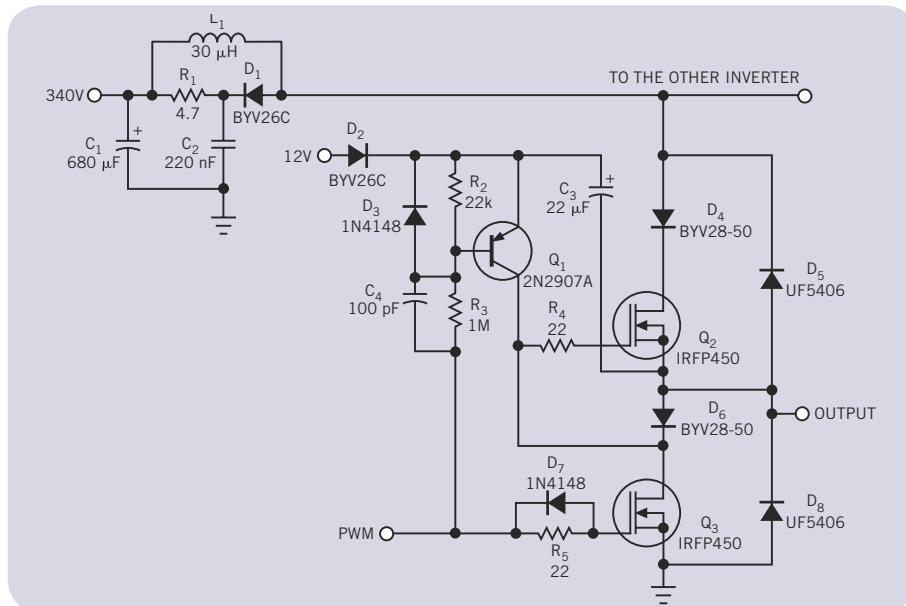 L1
30 µH
R1
4.7
D1
BYV26C
340V
C1
680 µF
+
C2
220 nF
TO THE OTHER INVERTER
12V
D2
BYV26C
D3
1N4148
R2
22k
C3
22 µF
+
D4
BYV28-50
D5
UF5406
Q1
2N2907A
C4
100 pF
R3
1M
R4
22
Q2
IRFP450
D6
BYV28-50
OUTPUT
D7
1N4148
PWM
R5
22
Q3
IRFP450
D8
UF5406